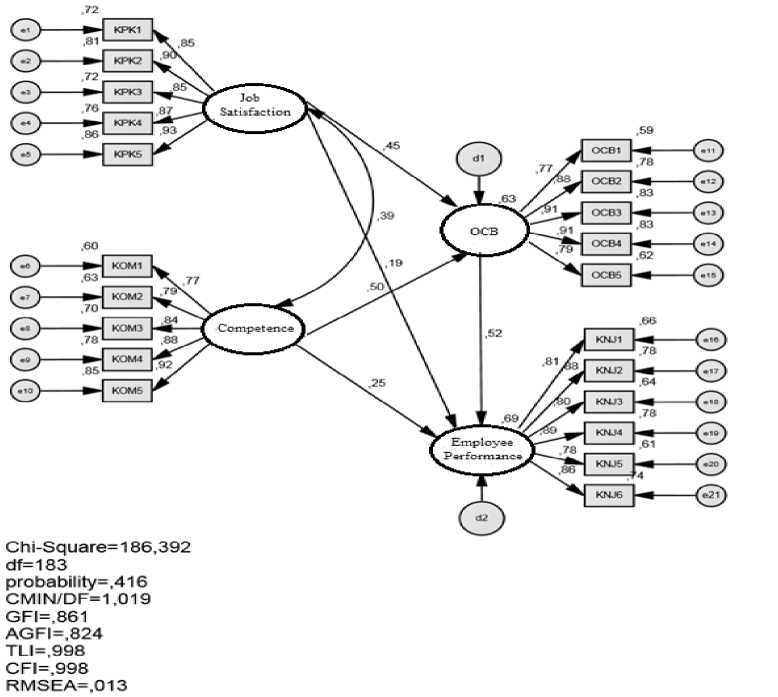 ,72
e1
KPK1
,85
,81
e2
KPK2
,90
,72
e3
KPK3
,85
,76
e4
KPK4
,87
,86
e5
KPK5
,93
Job
Satisfaction
,45
,39
,19
,50
,60
e6
KOM1
,77
,63
e7
KOM2
,79
,70
e8
KOM3
,84
,78
e9
KOM4
,88
,85
e10
KOM5
,92
Competence
,25
d1
,63
OCB
,52
,59
,77
OCB1
e11
,78
,88
OCB2
e12
,83
,91
OCB3
e13
,83
,91
OCB4
e14
,62
,79
OCB5
e15
,69
Employee
Performance
d2
,66
,81
KNJ1
e16
,78
,88
KNJ2
e17
,64
,80
KNJ3
e18
,78
,89
KNJ4
e19
,61
,78
KNJ5
e20
,74
,86
KNJ6
e21
Chi-Square=186,392
df=183
probability=,416
CMIN/DF=1,019
GFI=,861
AGFI=,824
TLI=,998
CFI=,998
RMSEA=,013